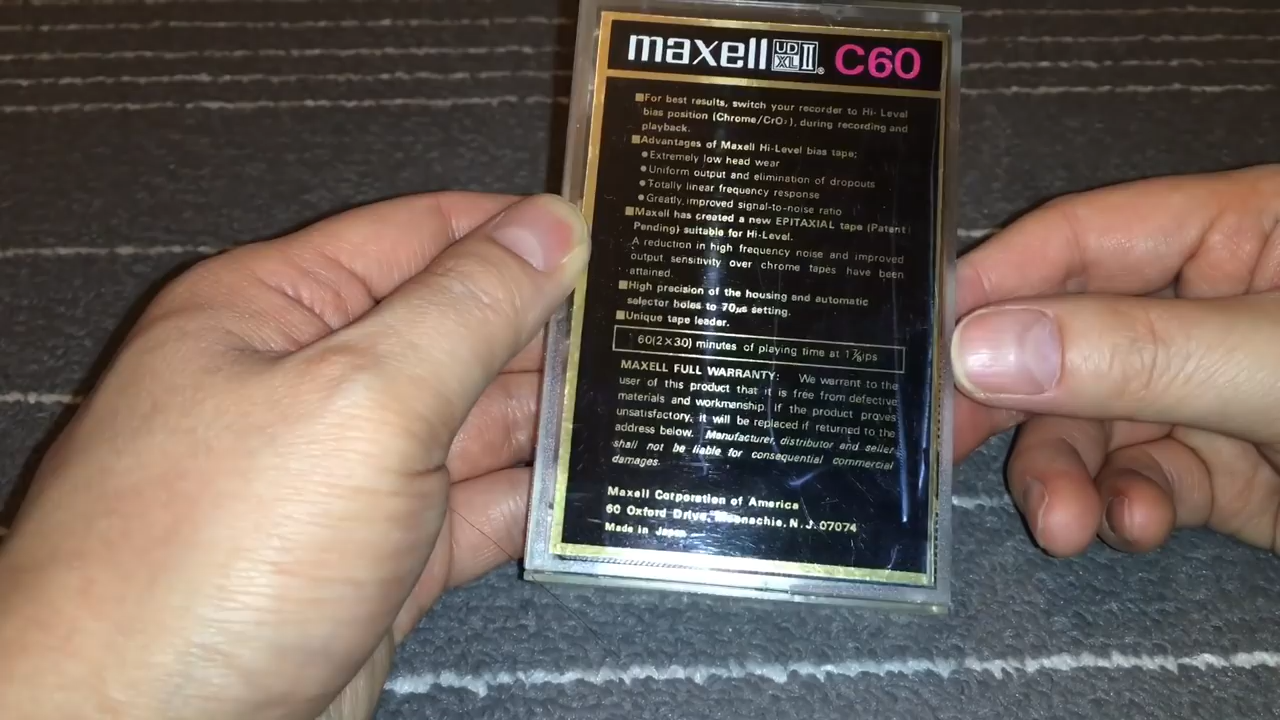 maxell UD XL II® C60
■For best results, switch your recorder to Hi-Level
bias position (Chrome/CrO2), during recording and
playback.
■Advantages of Maxell Hi-Level bias tape;
●Extremely low head wear
●Uniform output and elimination of dropouts
●Totally linear frequency response
●Greatly, improved signal-to-noise ratio
■Maxell has created a new EPITAXIAL tape (Patent
Pending) suitable for Hi-Level.
A reduction in high frequency noise and improved
output sensitivity over chrome tapes have been
attained.
■High precision of the housing and automatic
selector holes to 70μs setting.
■Unique tape leader.
60(2×30) minutes of playing time at 1⅞ips
MAXELL FULL WARRANTY: We warrant to the
user of this product that it is free from defective
materials and workmanship. If the product proves
unsatisfactory, it will be replaced if returned to the
address below. Manufacturer, distributor and seller
shall not be liable for consequential commercial
damages.
Maxell Corporation of America
60 Oxford Drive, Moonachie, N.J. 07074
Made in Japan